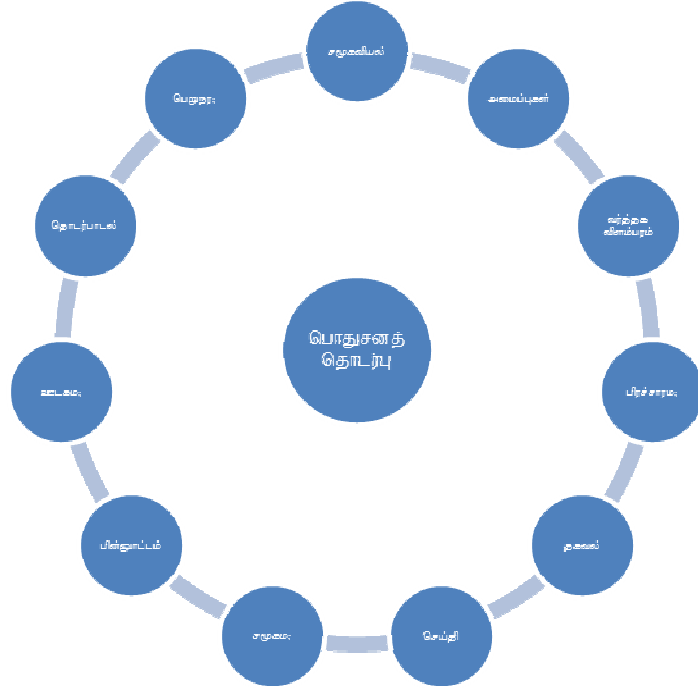 சமூகவியல்
அமைப்புகள்
வர்த்தக
விளம்பரம்
பிரச்சாரம;
தகவல்
செய்தி
சமூகம;
பின்னூட்டம்
ஊடகம;
தொடர்பாடல்
பெறுநர;
பொதுசனத்
தொடர்பு